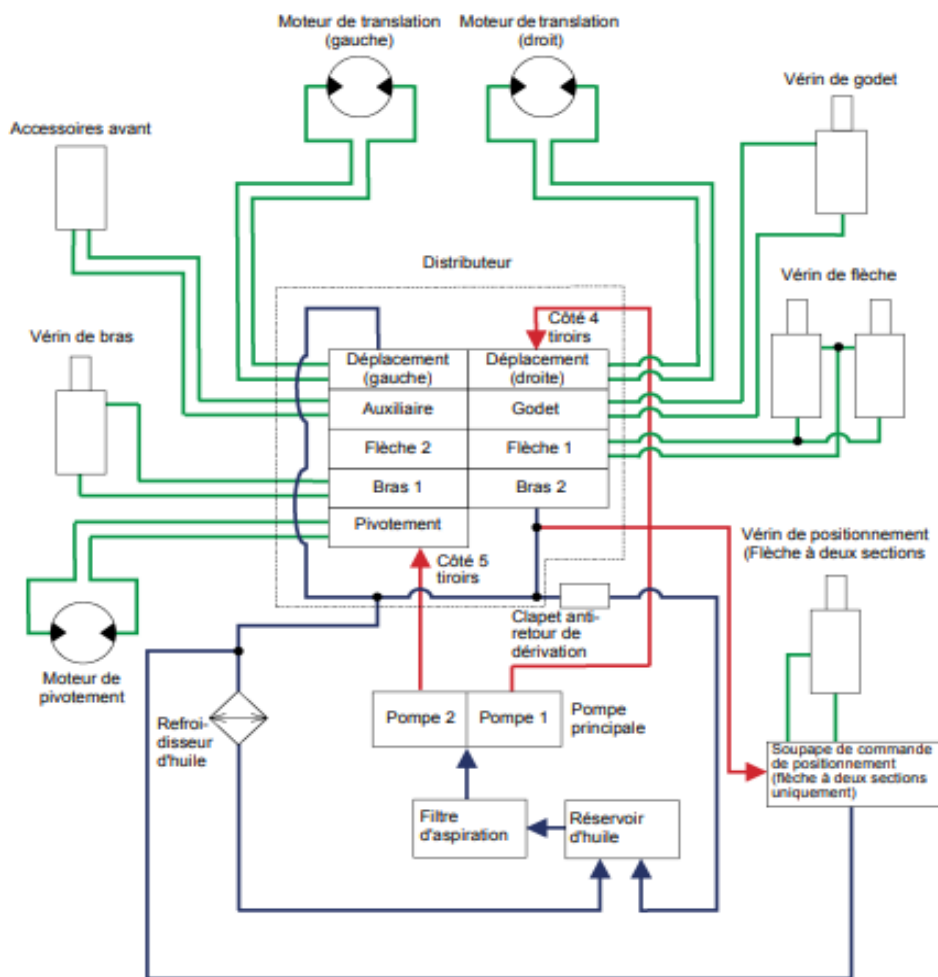 Moteur de translation
(gauche)
Moteur de translation
(droit)
Vérin de godet
Accessoires avant
Distributeur
Vérin de flèche
Côté 4
tiroirs
Vérin de bras
Déplacement
(gauche)
Déplacement
(droite)
Auxiliaire
Godet
Flèche 2
Flèche 1
Bras 1
Bras 2
Pivotement
Vérin de positionnement
(Flèche à deux sections
Côté 5
tiroirs
Clapet anti-
retour de
dérivation
Moteur de
pivotement
Refroi-
disseur
d'huile
Pompe 2
Pompe 1
Pompe
principale
Soupape de commande
de positionnement
(flèche à deux sections
uniquement)
Filtre
d'aspiration
Réservoir
d'huile